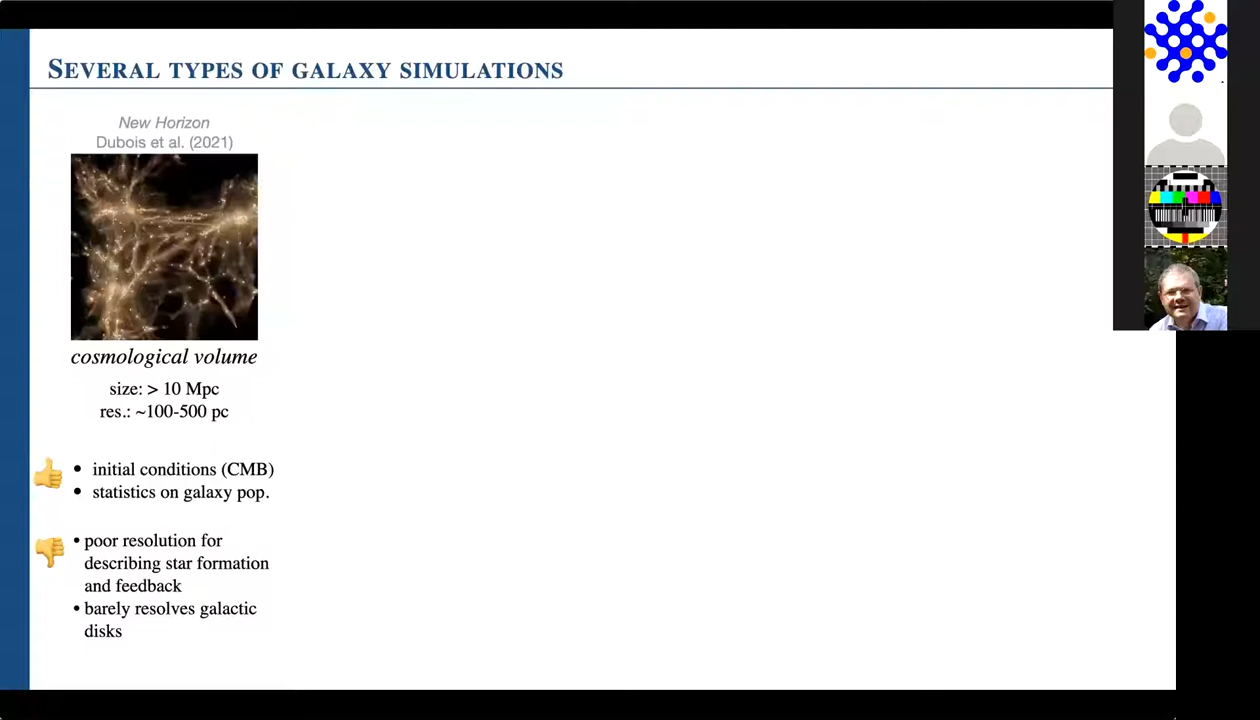 SEVERAL TYPES OF GALAXY SIMULATIONS
New Horizon
Dubois et al. (2021)
cosmological volume
size: > 10 Mpc
res.: ~100-500 pc
• initial conditions (CMB)
• statistics on galaxy pop.
• poor resolution for
describing star formation
and feedback
• barely resolves galactic
disks